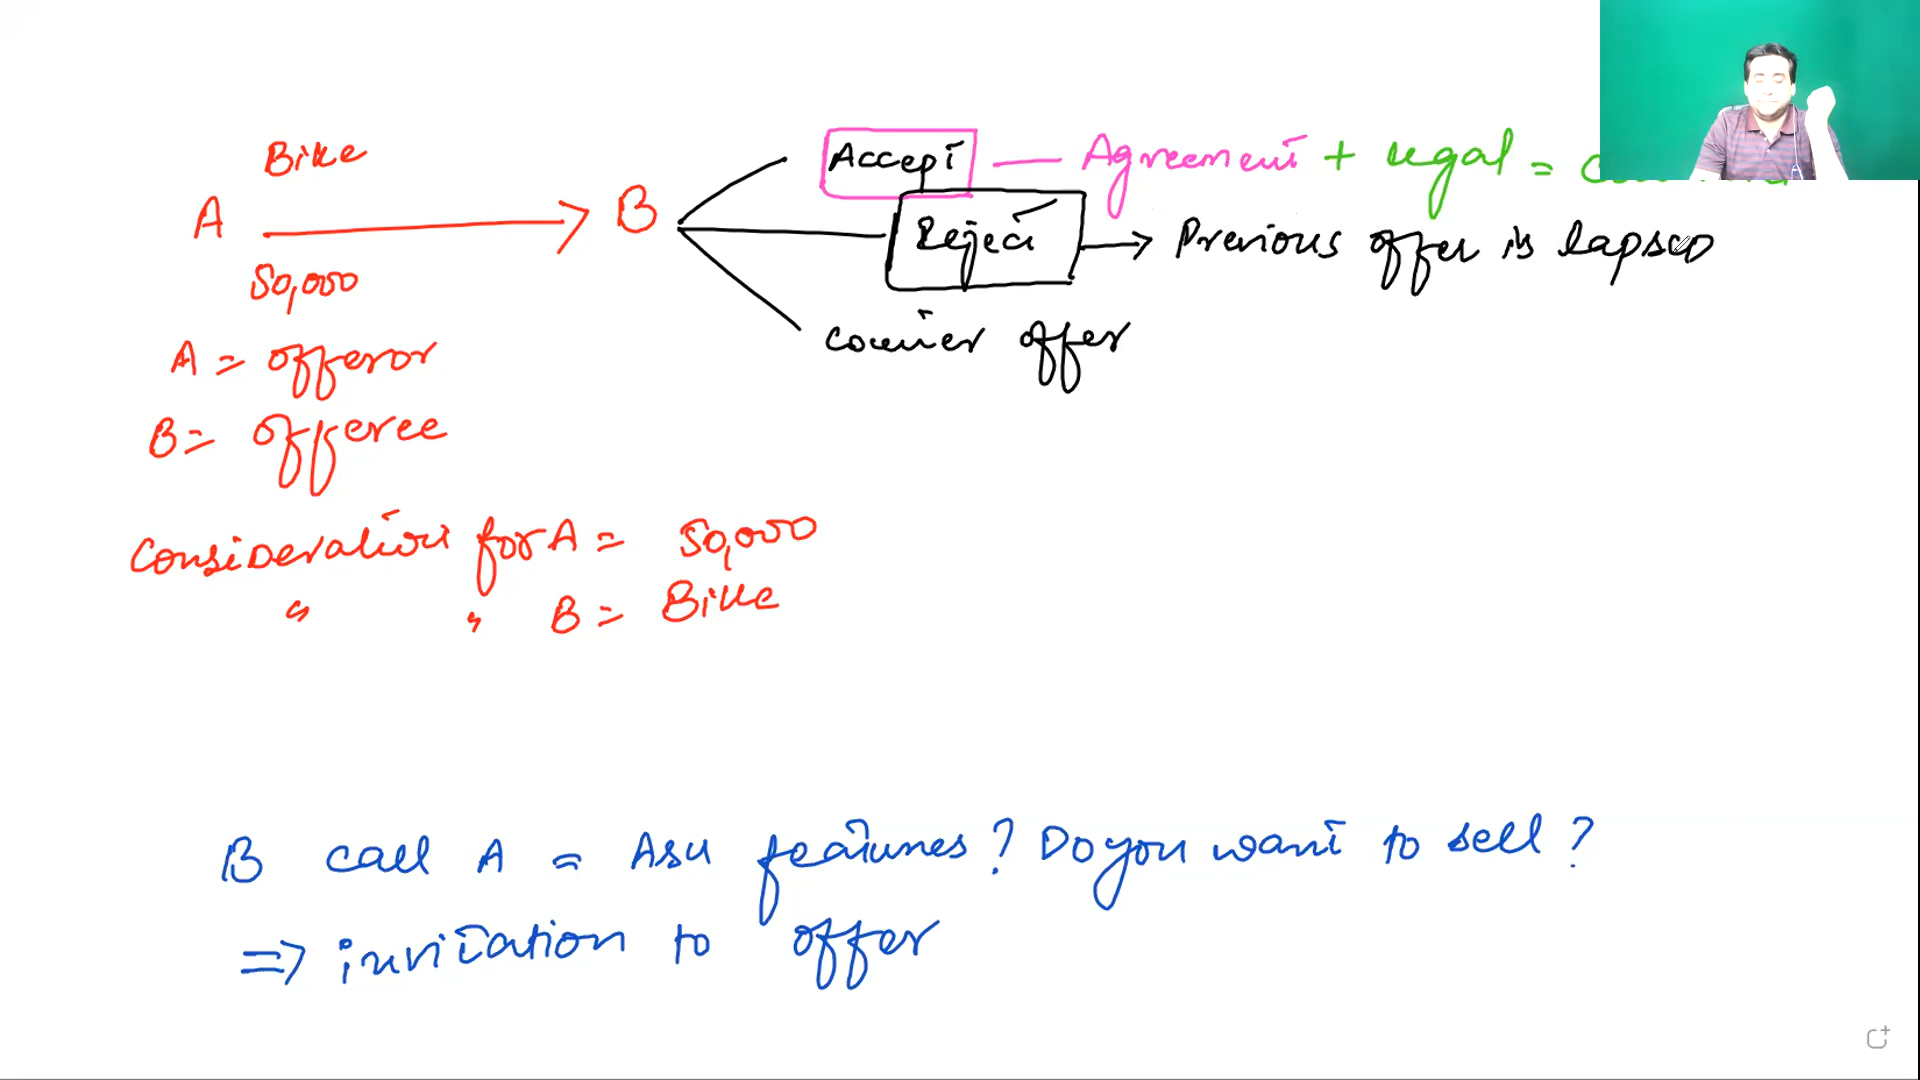 Bike
A → B
50,000
Accept — Agreement + legal =
Reject → Previous offer is lapsed
counter offer
A = offeror
B = offeree
Consideration for A = 50,000
" " B = Bike
B call A = Ask features? Do you want to sell?
⇒ invitation to offer